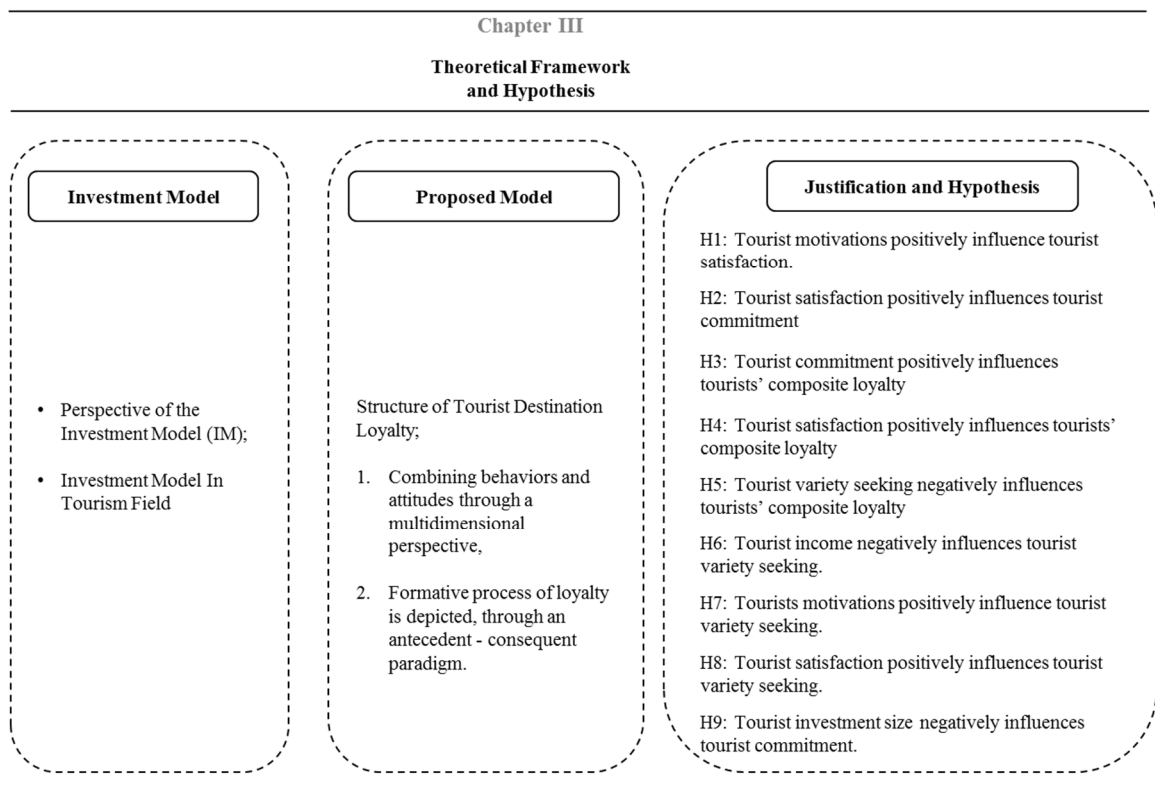 Chapter III
Theoretical Framework
and Hypothesis
Investment Model
• Perspective of the
Investment Model (IM);
• Investment Model In
Tourism Field
Proposed Model
Structure of Tourist Destination
Loyalty;
1. Combining behaviors and
attitudes through a
multidimensional
perspective,
2. Formative process of loyalty
is depicted, through an
antecedent - consequent
paradigm.
Justification and Hypothesis
H1: Tourist motivations positively influence tourist
satisfaction.
H2: Tourist satisfaction positively influences tourist
commitment
H3: Tourist commitment positively influences
tourists’ composite loyalty
H4: Tourist satisfaction positively influences tourists’
composite loyalty
H5: Tourist variety seeking negatively influences
tourists’ composite loyalty
H6: Tourist income negatively influences tourist
variety seeking.
H7: Tourists motivations positively influence tourist
variety seeking.
H8: Tourist satisfaction positively influences tourist
variety seeking.
H9: Tourist investment size negatively influences
tourist commitment.